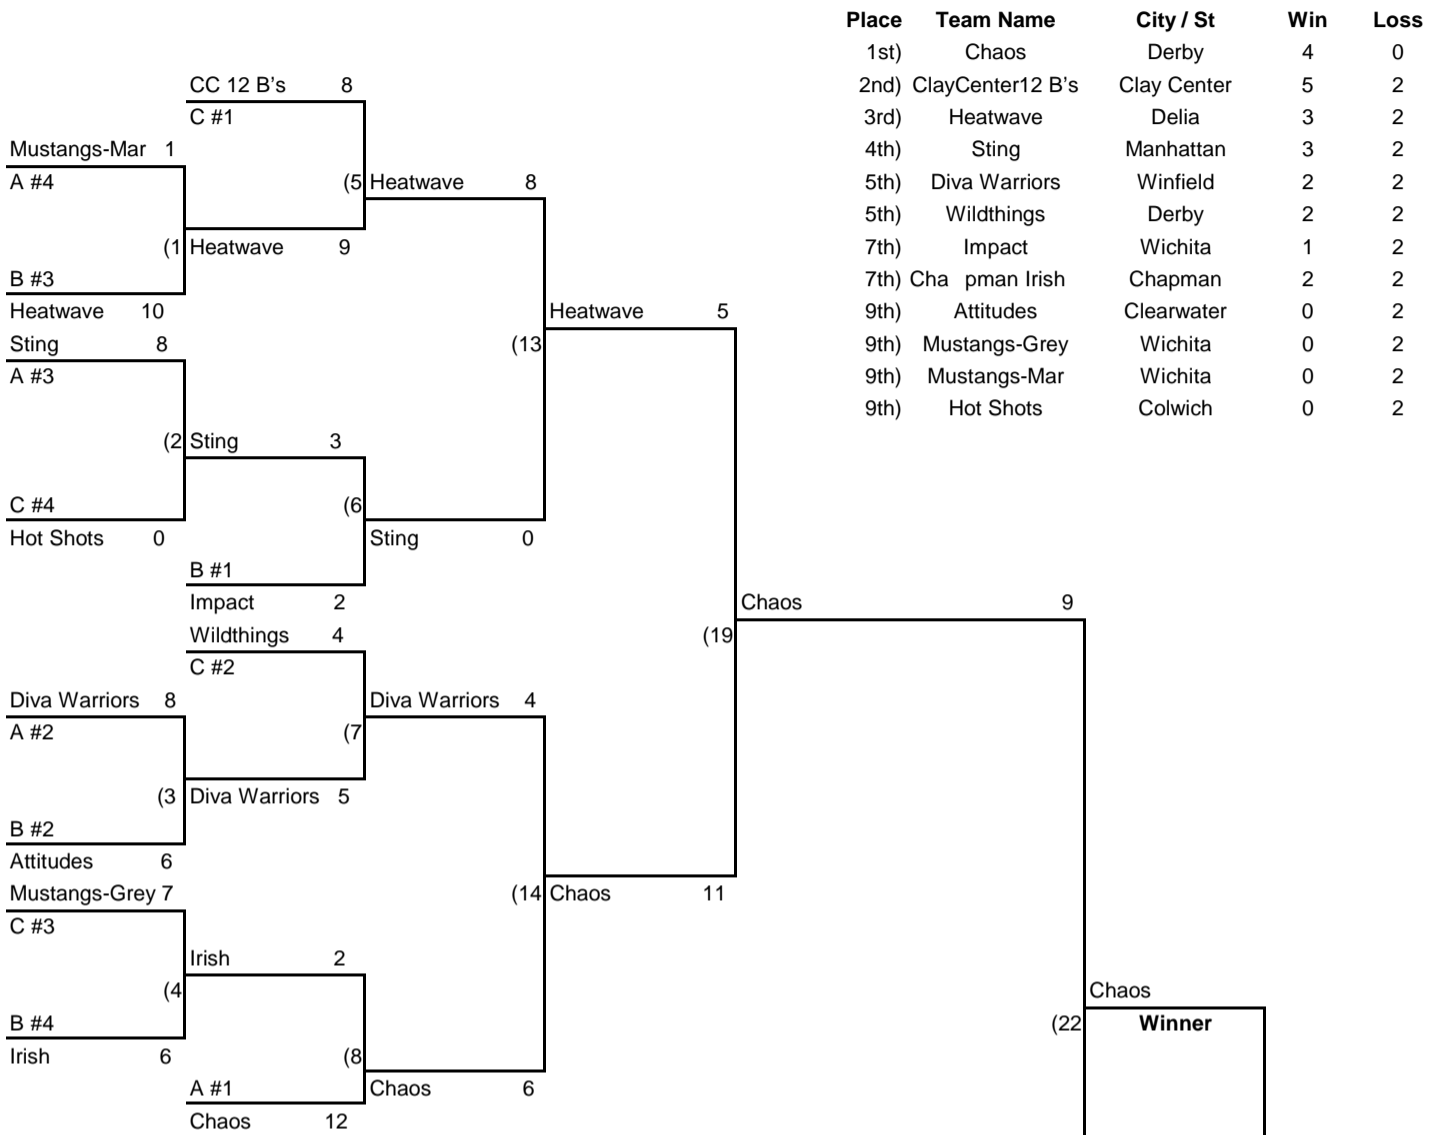 Place Team Name City / St Win Loss
1st) Chaos Derby 4 0
2nd) ClayCenter12 B's Clay Center 5 2
3rd) Heatwave Delia 3 2
4th) Sting Manhattan 3 2
5th) Diva Warriors Winfield 2 2
5th) Wildthings Derby 2 2
7th) Impact Wichita 1 2
7th) Cha pman Irish Chapman 2 2
9th) Attitudes Clearwater 0 2
9th) Mustangs-Grey Wichita 0 2
9th) Mustangs-Mar Wichita 0 2
9th) Hot Shots Colwich 0 2
CC 12 B’s 8
C #1
Mustangs-Mar 1
A #4
(5 Heatwave 8
(1 Heatwave 9
B #3
Heatwave 10
Heatwave 5
Sting 8
(13
A #3
(2 Sting 3
C #4
(6
Hot Shots 0
Sting 0
B #1
Impact 2
Chaos 9
Wildthings 4
(19
C #2
Diva Warriors 8
Diva Warriors 4
A #2
(7
(3 Diva Warriors 5
B #2
Attitudes 6
Mustangs-Grey 7
(14 Chaos 11
C #3
Irish 2
(4
Chaos
B #4
(22 Winner
Irish 6
(8
A #1
Chaos 6
Chaos 12